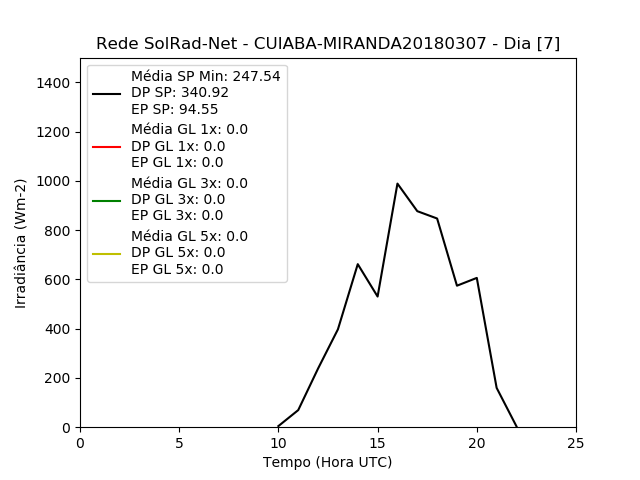 Rede SolRad-Net - CUIABA-MIRANDA20180307 - Dia [7]
Média SP Min: 247.54
DP SP: 340.92
EP SP: 94.55
Média GL 1x: 0.0
DP GL 1x: 0.0
EP GL 1x: 0.0
Média GL 3x: 0.0
DP GL 3x: 0.0
EP GL 3x: 0.0
Média GL 5x: 0.0
DP GL 5x: 0.0
EP GL 5x: 0.0
Irradiância (Wm-2)
1400
1200
1000
800
600
400
200
0
0 5 10 15 20 25
Tempo (Hora UTC)